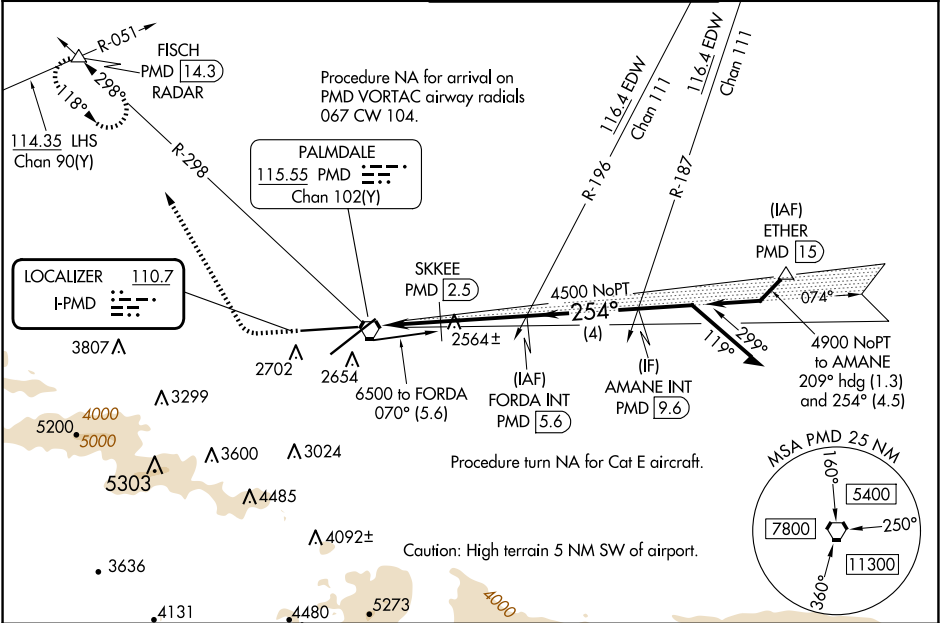 R-051
FISCH
PMD 14.3
RADAR
298°
118°
114.35 LHS
Chan 90(Y)
R-298
Procedure NA for arrival on
PMD VORTAC airway radials
067 CW 104.
116.4 EDW
Chan 111
R-196
116.4 EDW
Chan 111
R-187
PALMDALE
115.55 PMD
Chan 102(Y)
LOCALIZER 110.7
I-PMD
SKKEE
PMD 2.5
4500 NoPT
254°
(4)
(IAF)
ETHER
PMD 15
074°
299°
119°
4900 NoPT
to AMANE
209° hdg (1.3)
and 254° (4.5)
2564±
3807
2702
2654
6500 to FORDA
070° (5.6)
(IAF)
FORDA INT
PMD 5.6
(IF)
AMANE INT
PMD 9.6
3299
4000
5200
5000
3600
3024
5303
4485
4092±
Procedure turn NA for Cat E aircraft.
Caution: High terrain 5 NM SW of airport.
MSA PMD 25 NM
160°
5400
7800
250°
11300
360°
3636
4131
4480
5273
4000